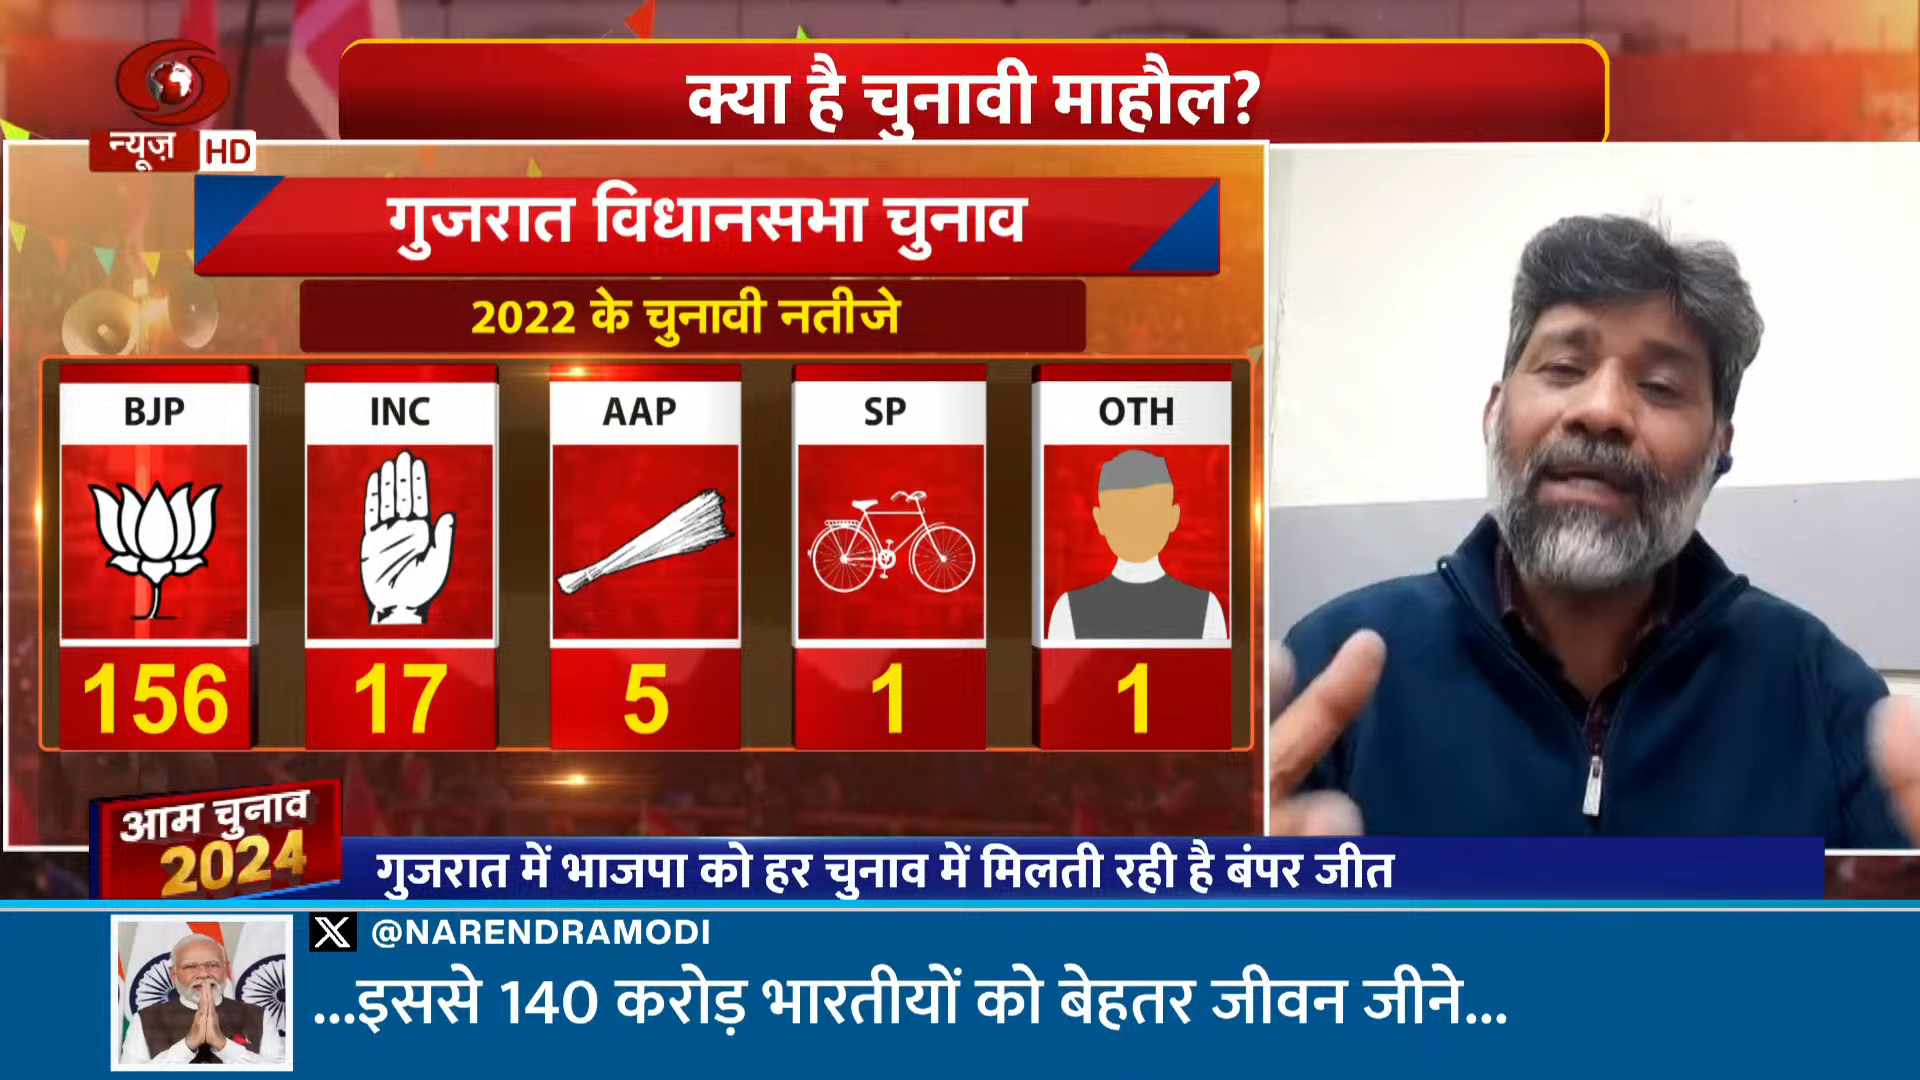 क्या है चुनावी माहौल?
न्यूज़ HD
गुजरात विधानसभा चुनाव
2022 के चुनावी नतीजे
BJP INC AAP SP OTH
156 17 5 1 1
आम चुनाव
2024
गुजरात में भाजपा को हर चुनाव में मिलती रही है बंपर जीत
@NARENDRAMODI
...इससे 140 करोड़ भारतीयों को बेहतर जीवन जीने...